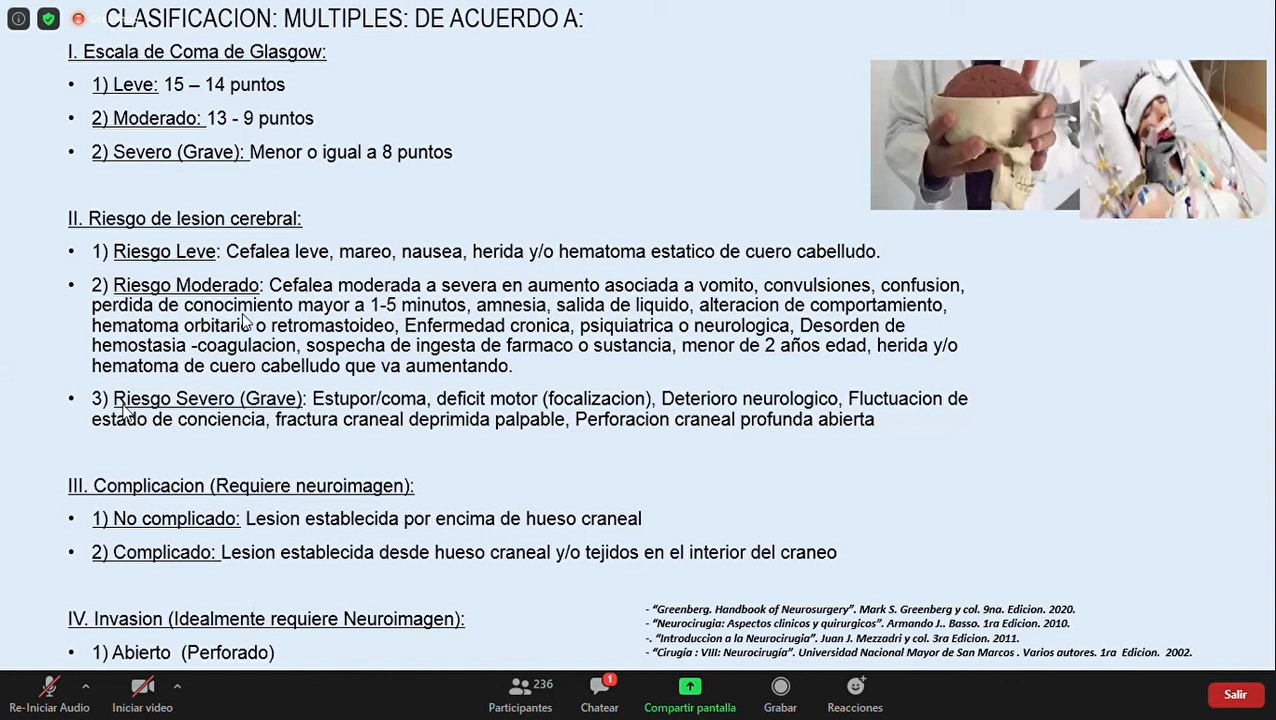 CLASIFICACION: MULTIPLES: DE ACUERDO A:
I. Escala de Coma de Glasgow:
• 1) Leve: 15 – 14 puntos
• 2) Moderado: 13 - 9 puntos
• 2) Severo (Grave): Menor o igual a 8 puntos
II. Riesgo de lesion cerebral:
• 1) Riesgo Leve: Cefalea leve, mareo, nausea, herida y/o hematoma estatico de cuero cabelludo.
• 2) Riesgo Moderado: Cefalea moderada a severa en aumento asociada a vomito, convulsiones, confusion,
perdida de conocimiento mayor a 1-5 minutos, amnesia, salida de liquido, alteracion de comportamiento,
hematoma orbitario o retromastoideo, Enfermedad cronica, psiquiatrica o neurologica, Desorden de
hemostasia -coagulacion, sospecha de ingesta de farmaco o sustancia, menor de 2 años edad, herida y/o
hematoma de cuero cabelludo que va aumentando.
• 3) Riesgo Severo (Grave): Estupor/coma, deficit motor (focalizacion), Deterioro neurologico, Fluctuacion de
estado de conciencia, fractura craneal deprimida palpable, Perforacion craneal profunda abierta
III. Complicacion (Requiere neuroimagen):
• 1) No complicado: Lesion establecida por encima de hueso craneal
• 2) Complicado: Lesion establecida desde hueso craneal y/o tejidos en el interior del craneo
IV. Invasion (Idealmente requiere Neuroimagen):
1) Abierto (Perforado)
- “Greenberg. Handbook of Neurosurgery”. Mark S. Greenberg y col. 9na. Edicion. 2020.
- “Neurocirugia: Aspectos clinicos y quirurgicos”. Armando J.. Basso. 1ra Edicion. 2010.
-. “Introduccion a la Neurocirugia”. Juan J. Mezzadri y col. 3ra Edicion. 2011.
- “Cirugía : VIII: Neurocirugía”. Universidad Nacional Mayor de San Marcos . Varios autores. 1ra Edicion. 2002.
236
1
Re-Iniciar Audio
Iniciar video
Participantes
Chatear
Compartir pantalla
Grabar
Reacciones
Salir